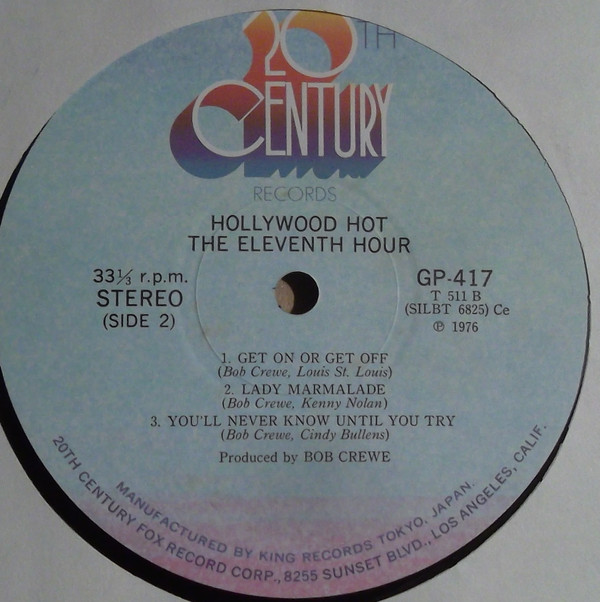 20TH
CENTURY
RECORDS
HOLLYWOOD HOT
THE ELEVENTH HOUR
33⅓ r.p.m.
STEREO
(SIDE 2)
GP-417
T 511 B
(SILBT 6825) Ce
℗ 1976
1. GET ON OR GET OFF
(Bob Crewe, Louis St. Louis)
2. LADY MARMALADE
(Bob Crewe, Kenny Nolan)
3. YOU'LL NEVER KNOW UNTIL YOU TRY
(Bob Crewe, Cindy Bullens)
Produced by BOB CREWE
MANUFACTURED BY KING RECORDS TOKYO, JAPAN.
20TH CENTURY FOX RECORD CORP., 8255 SUNSET BLVD., LOS ANGELES, CALIF.